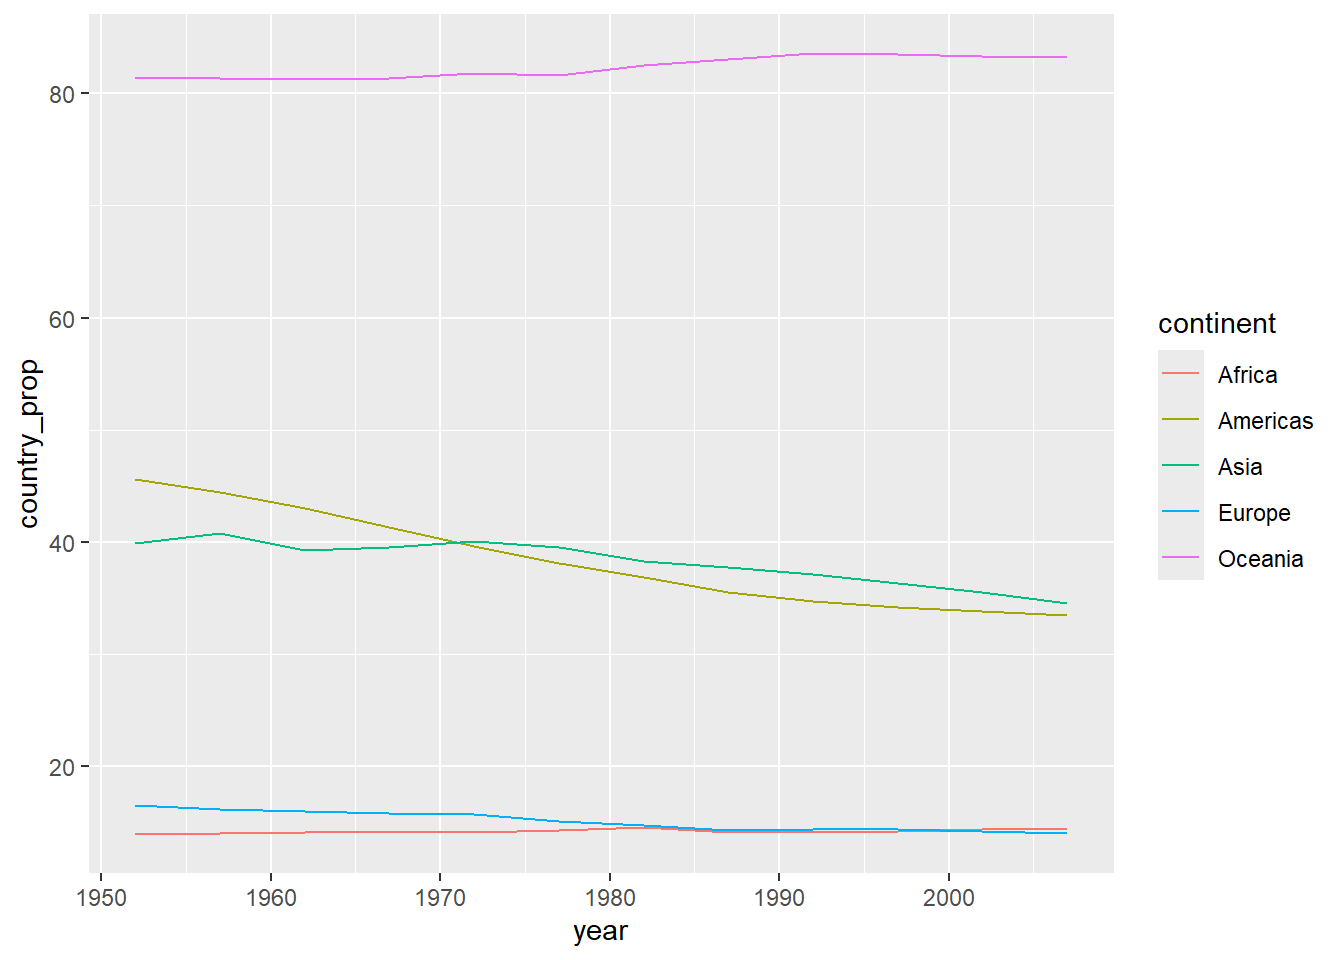 80
60
40
20
country_prop
1950 1960 1970 1980 1990 2000
year
continent
Africa
Americas
Asia
Europe
Oceania